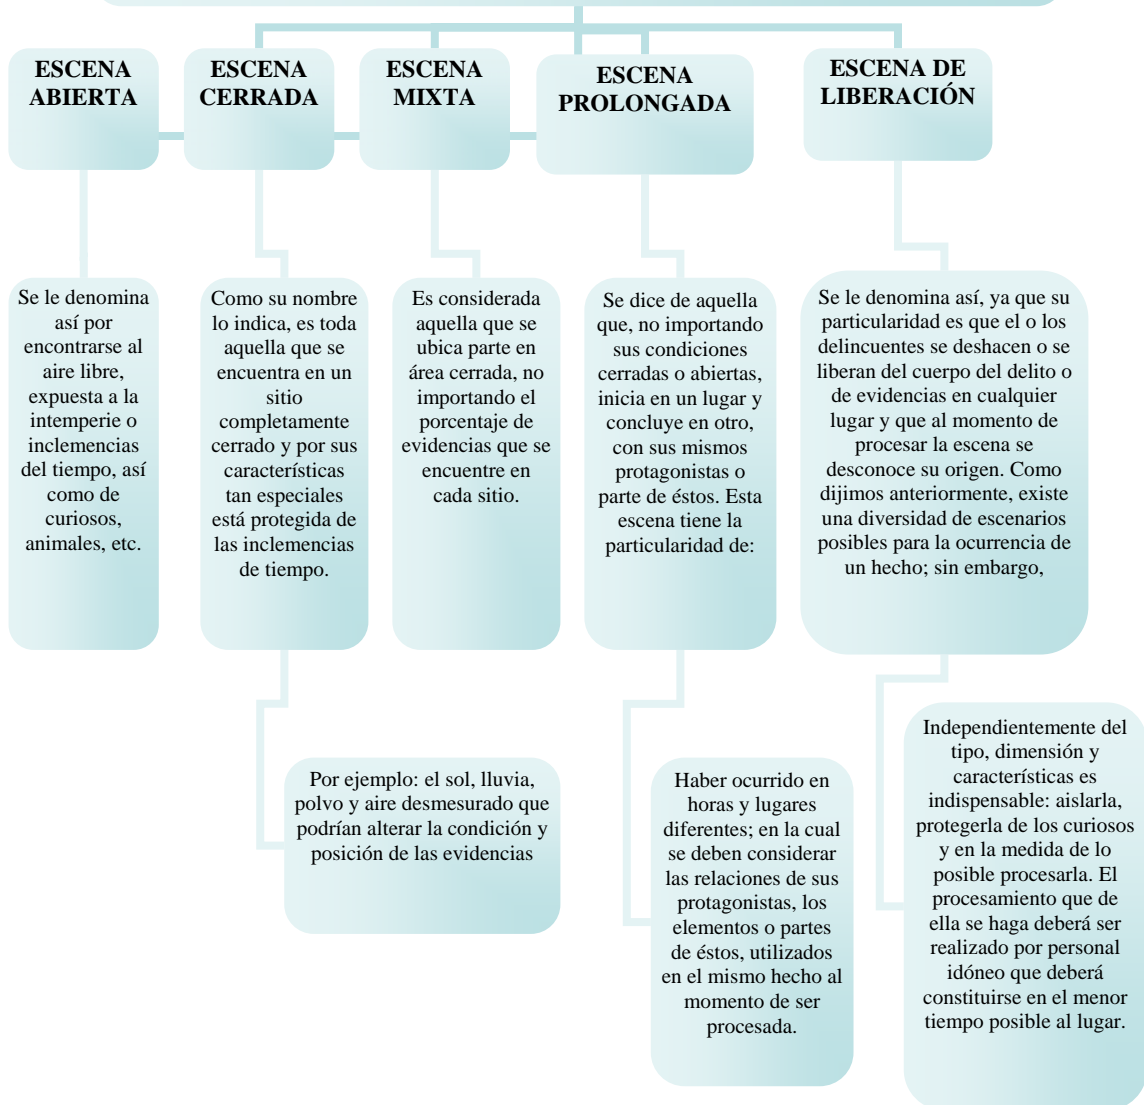 ESCENA
ABIERTA
ESCENA
CERRADA
ESCENA
MIXTA
ESCENA
PROLONGADA
ESCENA DE
LIBERACIÓN
Se le denomina
así por
encontrarse al
aire libre,
expuesta a la
intemperie o
inclemencias
del tiempo, así
como de
curiosos,
animales, etc.
Como su nombre
lo indica, es toda
aquella que se
encuentra en un
sitio
completamente
cerrado y por sus
características
tan especiales
está protegida de
las inclemencias
de tiempo.
Es considerada
aquella que se
ubica parte en
área cerrada, no
importando el
porcentaje de
evidencias que se
encuentre en
cada sitio.
Se dice de aquella
que, no importando
sus condiciones
cerradas o abiertas,
inicia en un lugar y
concluye en otro,
con sus mismos
protagonistas o
parte de éstos. Esta
escena tiene la
particularidad de:
Se le denomina así, ya que su
particularidad es que el o los
delincuentes se deshacen o se
liberan del cuerpo del delito o
de evidencias en cualquier
lugar y que al momento de
procesar la escena se
desconoce su origen. Como
dijimos anteriormente, existe
una diversidad de escenarios
posibles para la ocurrencia de
un hecho; sin embargo,
Por ejemplo: el sol, lluvia,
polvo y aire desmesurado que
podrían alterar la condición y
posición de las evidencias
Haber ocurrido en
horas y lugares
diferentes; en la cual
se deben considerar
las relaciones de sus
protagonistas, los
elementos o partes
de éstos, utilizados
en el mismo hecho al
momento de ser
procesada.
Independientemente del
tipo, dimensión y
características es
indispensable: aislarla,
protegerla de los curiosos
y en la medida de lo
posible procesarla. El
procesamiento que de
ella se haga deberá ser
realizado por personal
idóneo que deberá
constituirse en el menor
tiempo posible al lugar.